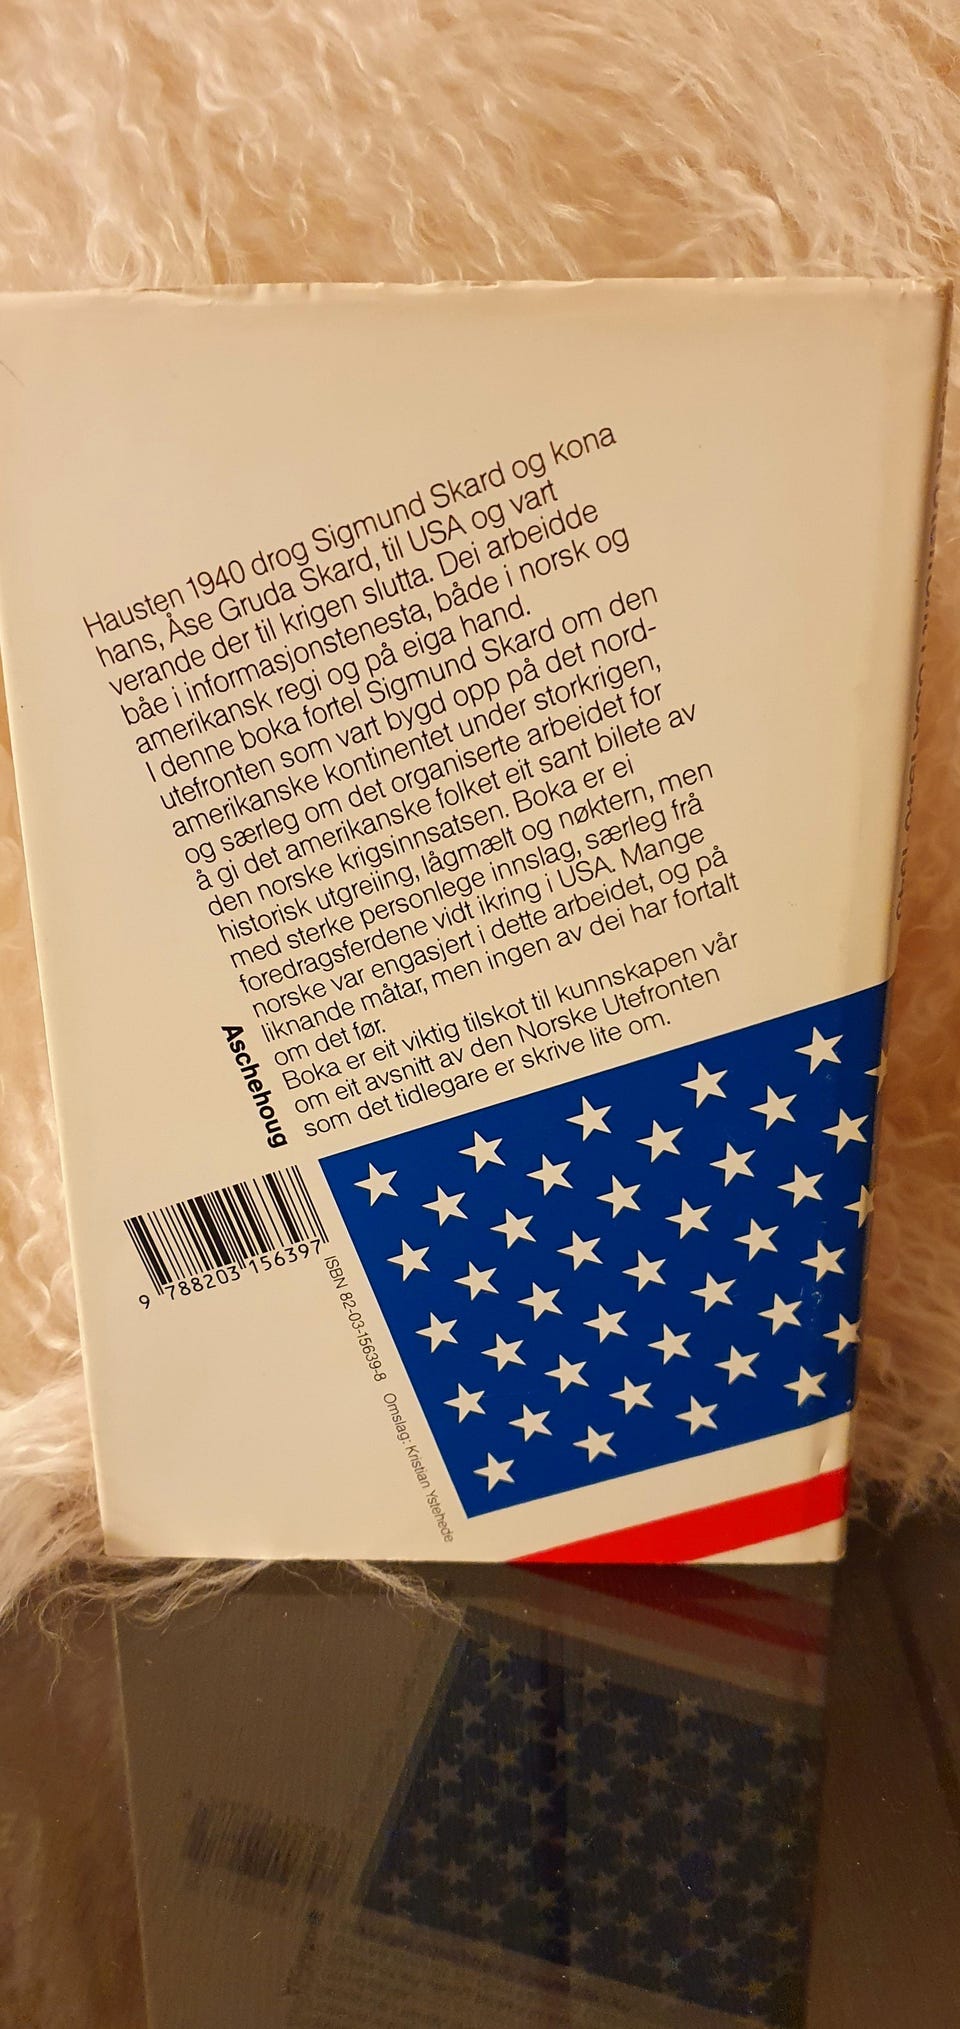 Hausten 1940 drog Sigmund Skard og kona
hans, Åse Gruda Skard, til USA og vart
verande der til krigen slutta. Dei arbeidde
båe i informasjonstenesta, både i norsk og
amerikansk regi og på eiga hand.
I denne boka fortel Sigmund Skard om den
utefronten som vart bygd opp på det nord-
amerikanske kontinentet under storkrigen,
og særleg om det organiserte arbeidet for
å gi det amerikanske folket eit sant bilete av
den norske krigsinnsatsen. Boka er ei
historisk utgreiing, lågmælt og nøktern, men
med sterke personlege innslag, særleg frå
foredragsferdene vidt ikring i USA. Mange
norske var engasjert i dette arbeidet, og på
liknande måtar, men ingen av dei har fortalt
om det før.
Boka er eit viktig tilskot til kunnskapen vår
om eit avsnitt av den Norske Utefronten
som det tidlegare er skrive lite om.
Aschehoug
9 788203 156397
ISBN 82-03-15639-8 Omslag: Kristian Ystehede